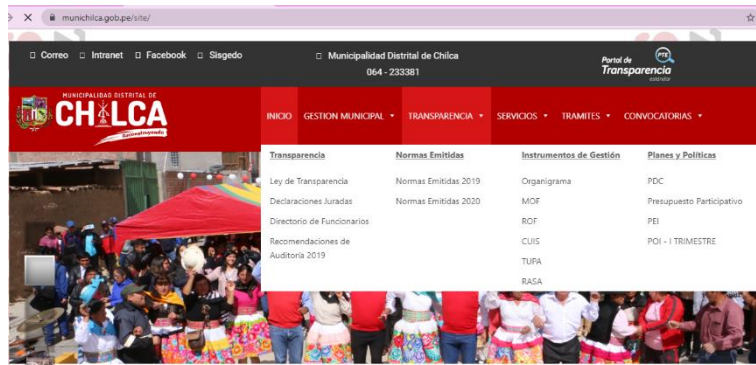 munichilca.gob.pe/site/
Correo Intranet Facebook Sisgedo
Municipalidad Distrital de Chilca
064 - 233381
Portal de
PTE
Transparencia
estándar
MUNICIPALIDAD DISTRITAL DE
CHILCA
INICIO GESTION MUNICIPAL TRANSPARENCIA SERVICIOS TRAMITES CONVOCATORIAS
Transparencia
Ley de Transparencia
Declaraciones Juradas
Directorio de Funcionarios
Recomendaciones de
Auditoría 2019
Normas Emitidas
Normas Emitidas 2019
Normas Emitidas 2020
Instrumentos de Gestión
Organigrama
MOF
ROF
CUIS
TUPA
RASA
Planes y Políticas
PDC
Presupuesto Participativo
PEI
POI - I TRIMESTRE